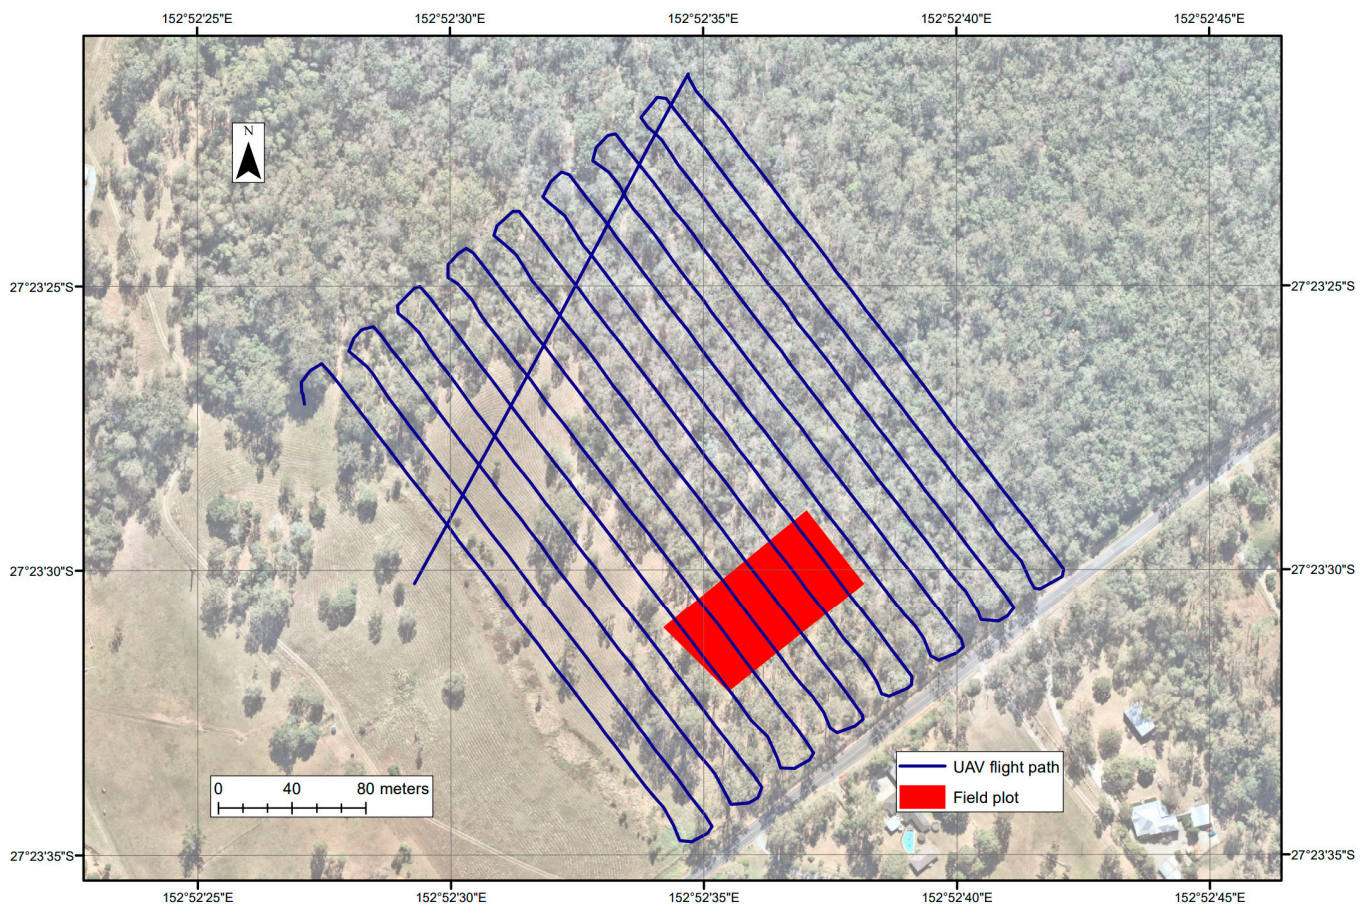 152°52'25"E 152°52'30"E 152°52'35"E 152°52'40"E 152°52'45"E
N
27°23'25"S 27°23'25"S
27°23'30"S 27°23'30"S
UAV flight path
0 40 80 meters
Field plot
27°23'35"S 27°23'35"S
152°52'25"E 152°52'30"E 152°52'35"E 152°52'40"E 152°52'45"E